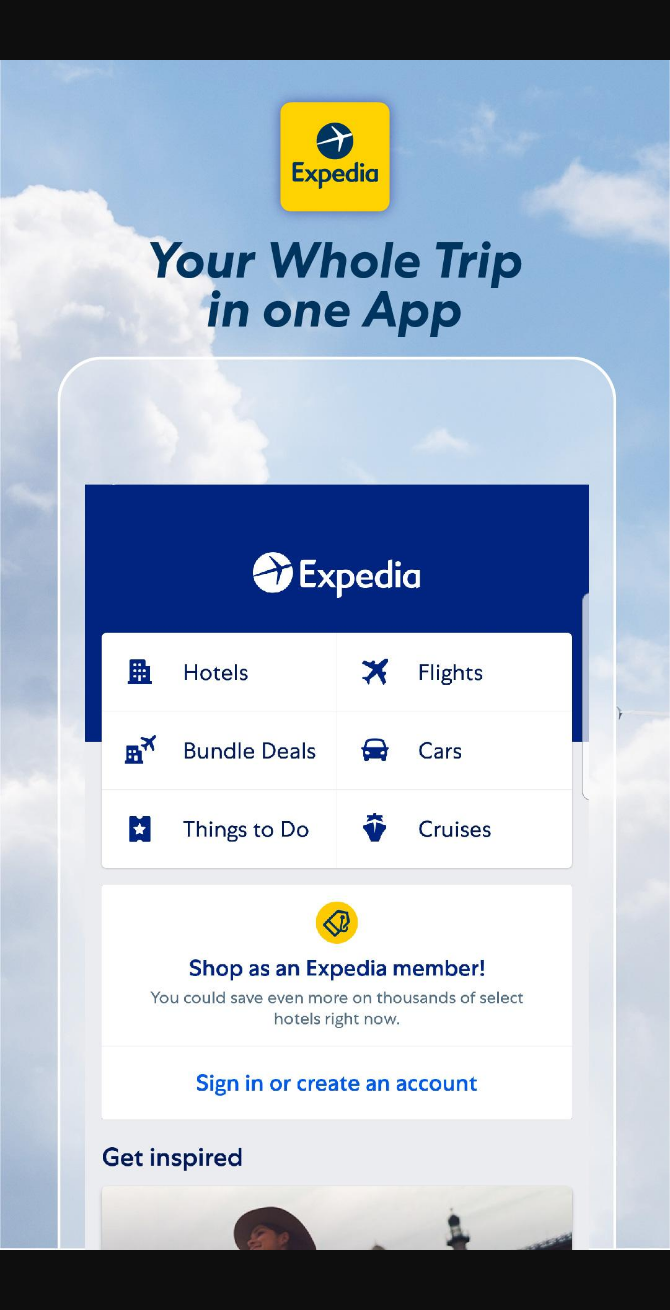 Expedia
Your Whole Trip
in one App
Expedia
Hotels
Flights
Bundle Deals
Cars
Things to Do
Cruises
Shop as an Expedia member!
You could save even more on thousands of select
hotels right now.
Sign in or create an account
Get inspired